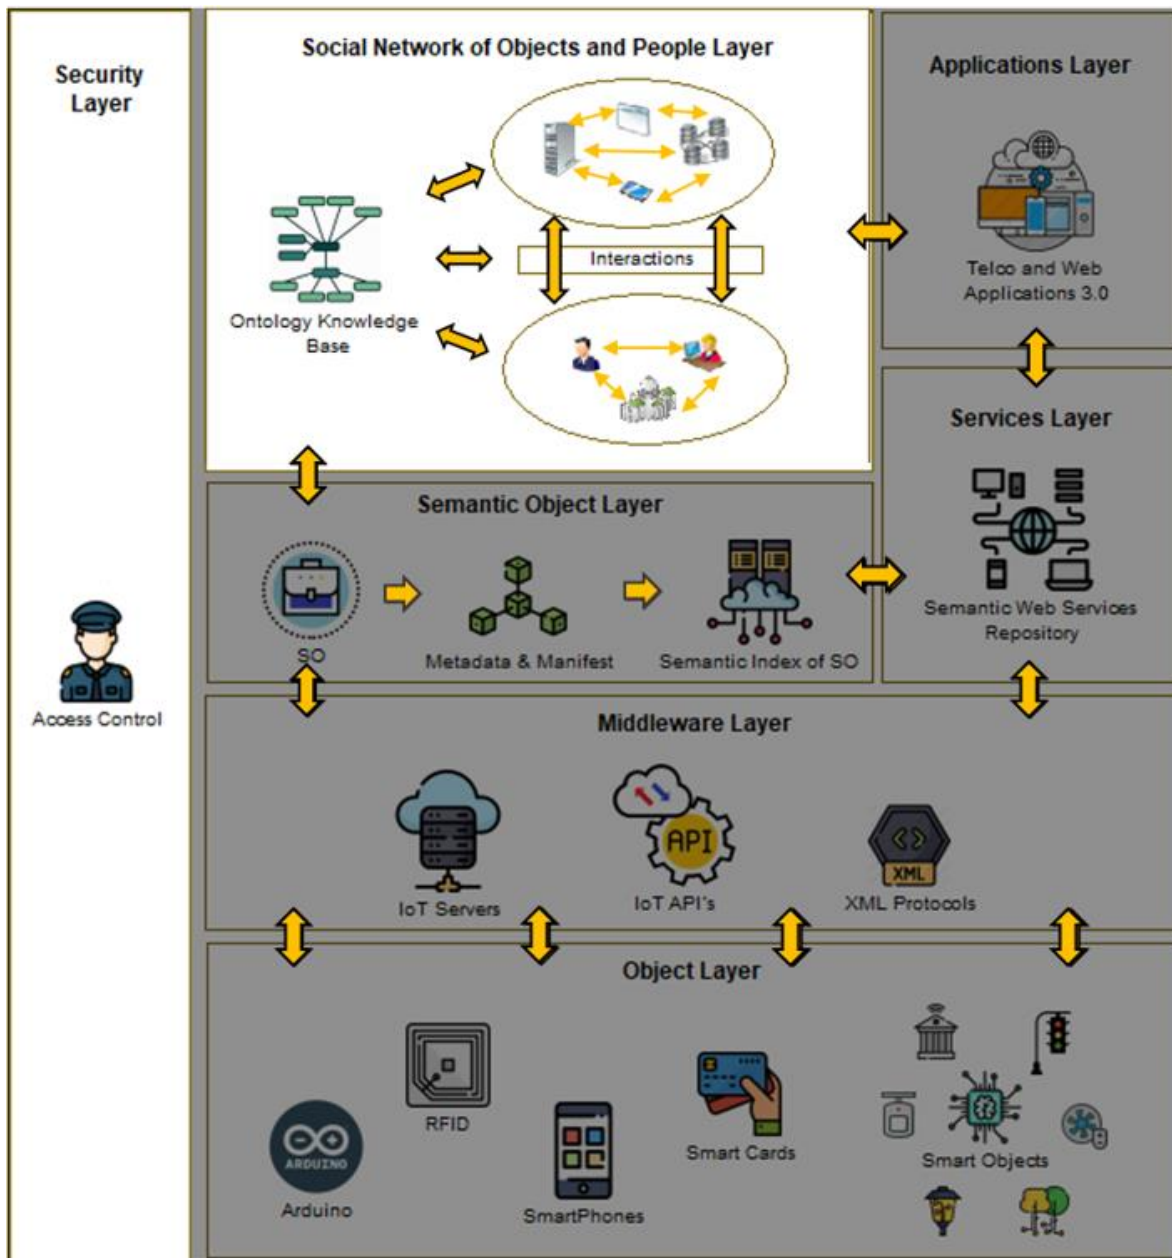 Security
Layer
Access Control
Social Network of Objects and People Layer
Interactions
Ontology Knowledge
Base
Applications Layer
Telco and Web
Applications 3.0
Services Layer
Semantic Web Services
Repository
Semantic Object Layer
SO
Metadata & Manifest
Semantic Index of SO
Middleware Layer
IoT Servers
API
IoT API's
XML
XML Protocols
Object Layer
ARDUINO
Arduino
RFID
SmartPhones
Smart Cards
Smart Objects